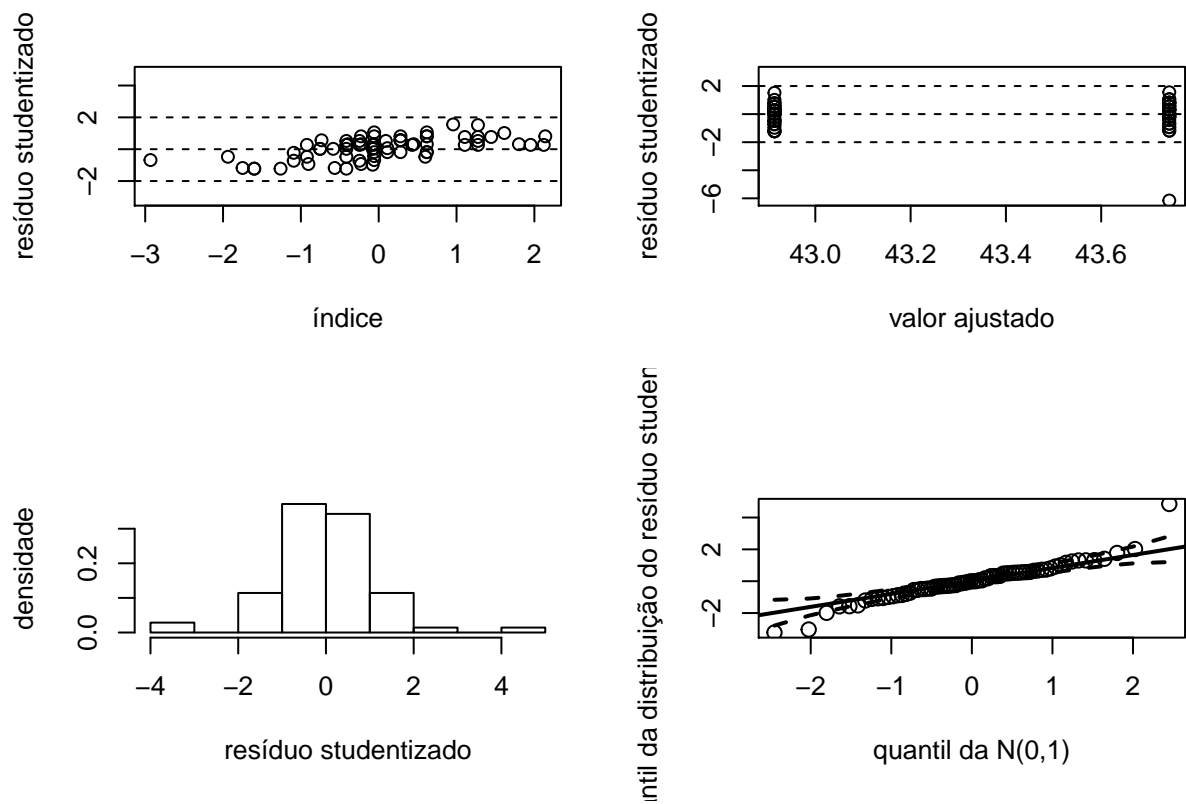 resíduo studentizado
2
−2
−3 −2 −1 0 1 2
índice
resíduo studentizado
2
−2
−6
43.0 43.2 43.4 43.6
valor ajustado
densidade
0.2
0.0
−4 −2 0 2 4
resíduo studentizado
antil da distribuição do resíduo studen
2
−2
−2 −1 0 1 2
quantil da N(0,1)